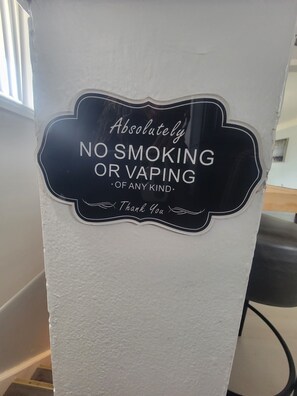 Absolutely
NO SMOKING
OR VAPING
·OF ANY KIND·
Thank You